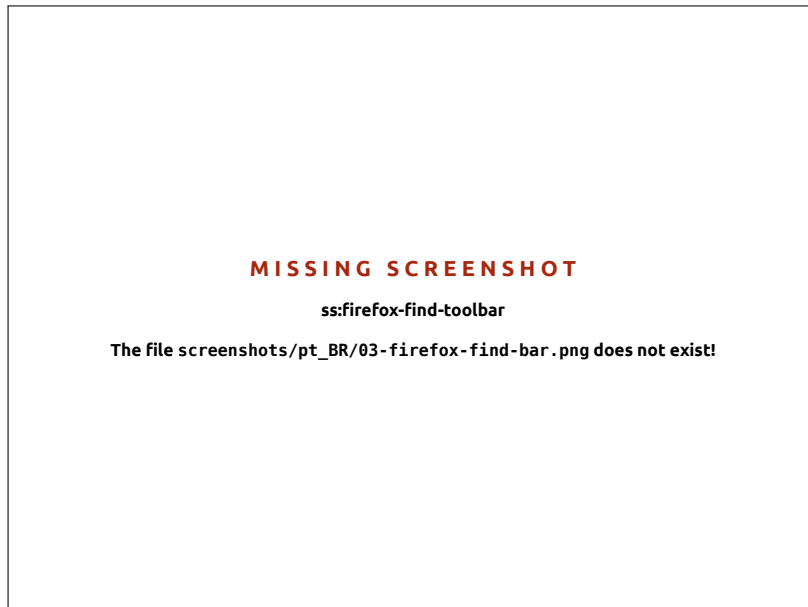 MISSING SCREENSHOT
ss:firefox-find-toolbar
The file screenshots/pt_BR/03-firefox-find-bar.png does not exist!